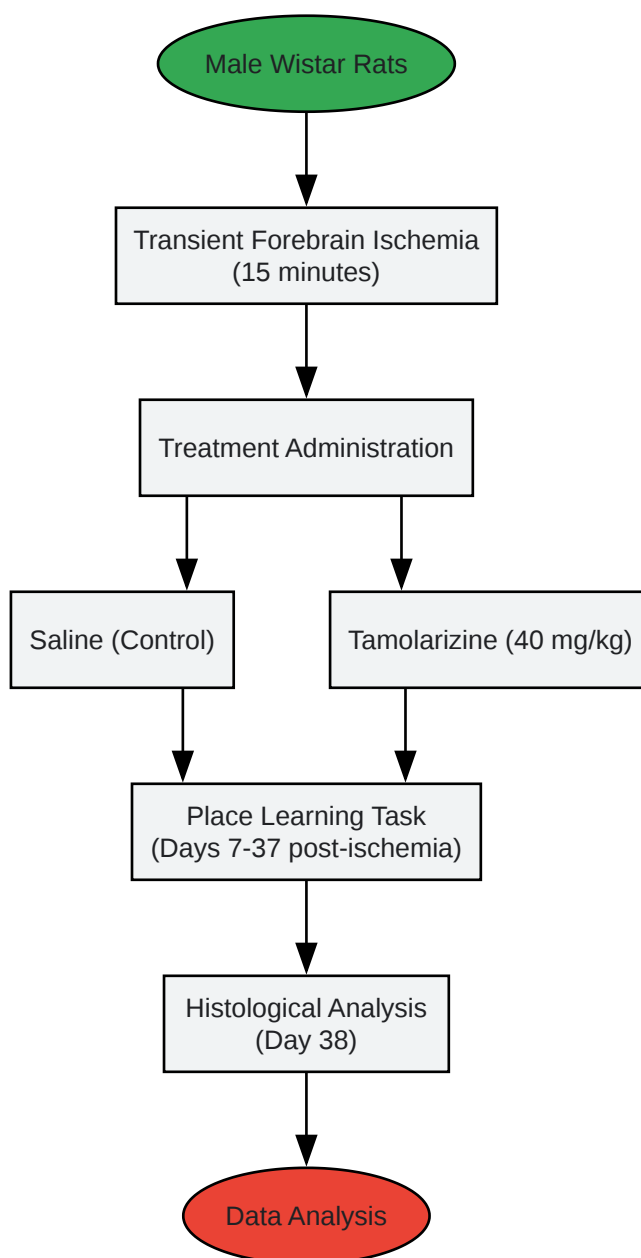 Male Wistar Rats
Transient Forebrain Ischemia
(15 minutes)
Treatment Administration
Saline (Control)
Tamolarizine (40 mg/kg)
Place Learning Task
(Days 7-37 post-ischemia)
Histological Analysis
(Day 38)
Data Analysis